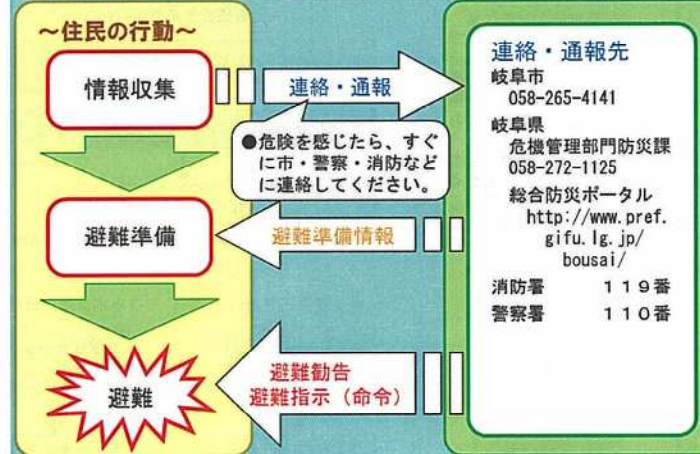 ～住民の行動～
情報収集
連絡・通報
●危険を感じたら、すぐ
に市・警察・消防など
に連絡してください。
避難準備
避難準備情報
避難
避難勧告
避難指示（命令）
連絡・通報先
岐阜市
058-265-4141
岐阜県
危機管理部門防災課
058-272-1125
総合防災ポータル
http://www.pref.
gifu.lg.jp/
bousai/
消防署　１１９番
警察署　１１０番